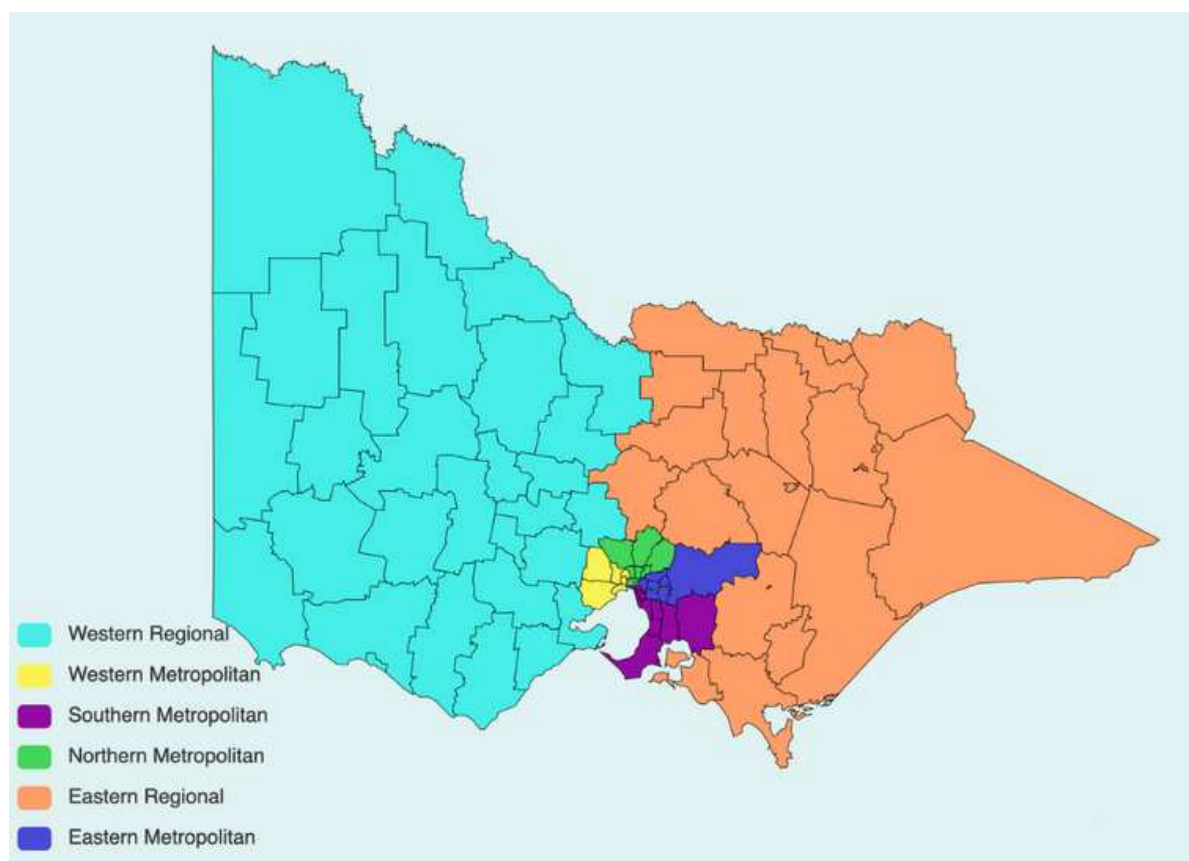 Western Regional
Western Metropolitan
Southern Metropolitan
Northern Metropolitan
Eastern Regional
Eastern Metropolitan